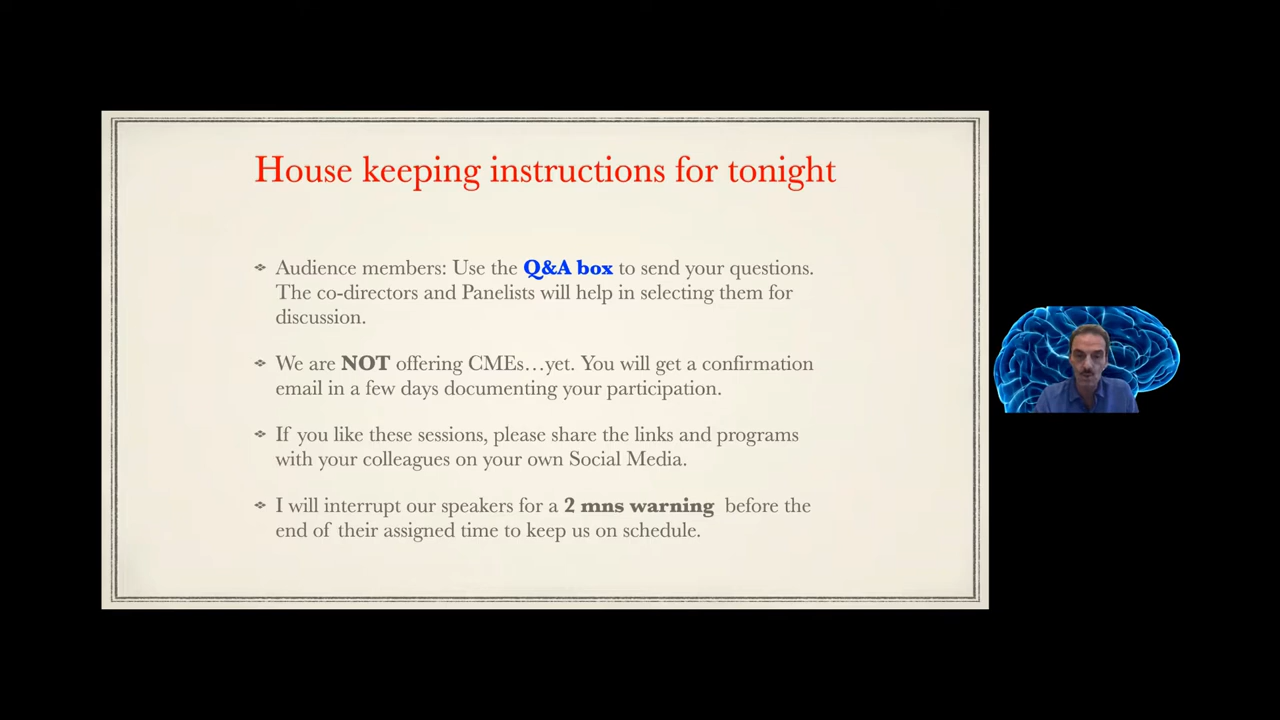 House keeping instructions for tonight
❖ Audience members: Use the Q&A box to send your questions.
The co-directors and Panelists will help in selecting them for
discussion.
❖ We are NOT offering CMEs…yet. You will get a confirmation
email in a few days documenting your participation.
❖ If you like these sessions, please share the links and programs
with your colleagues on your own Social Media.
❖ I will interrupt our speakers for a 2 mns warning before the
end of their assigned time to keep us on schedule.